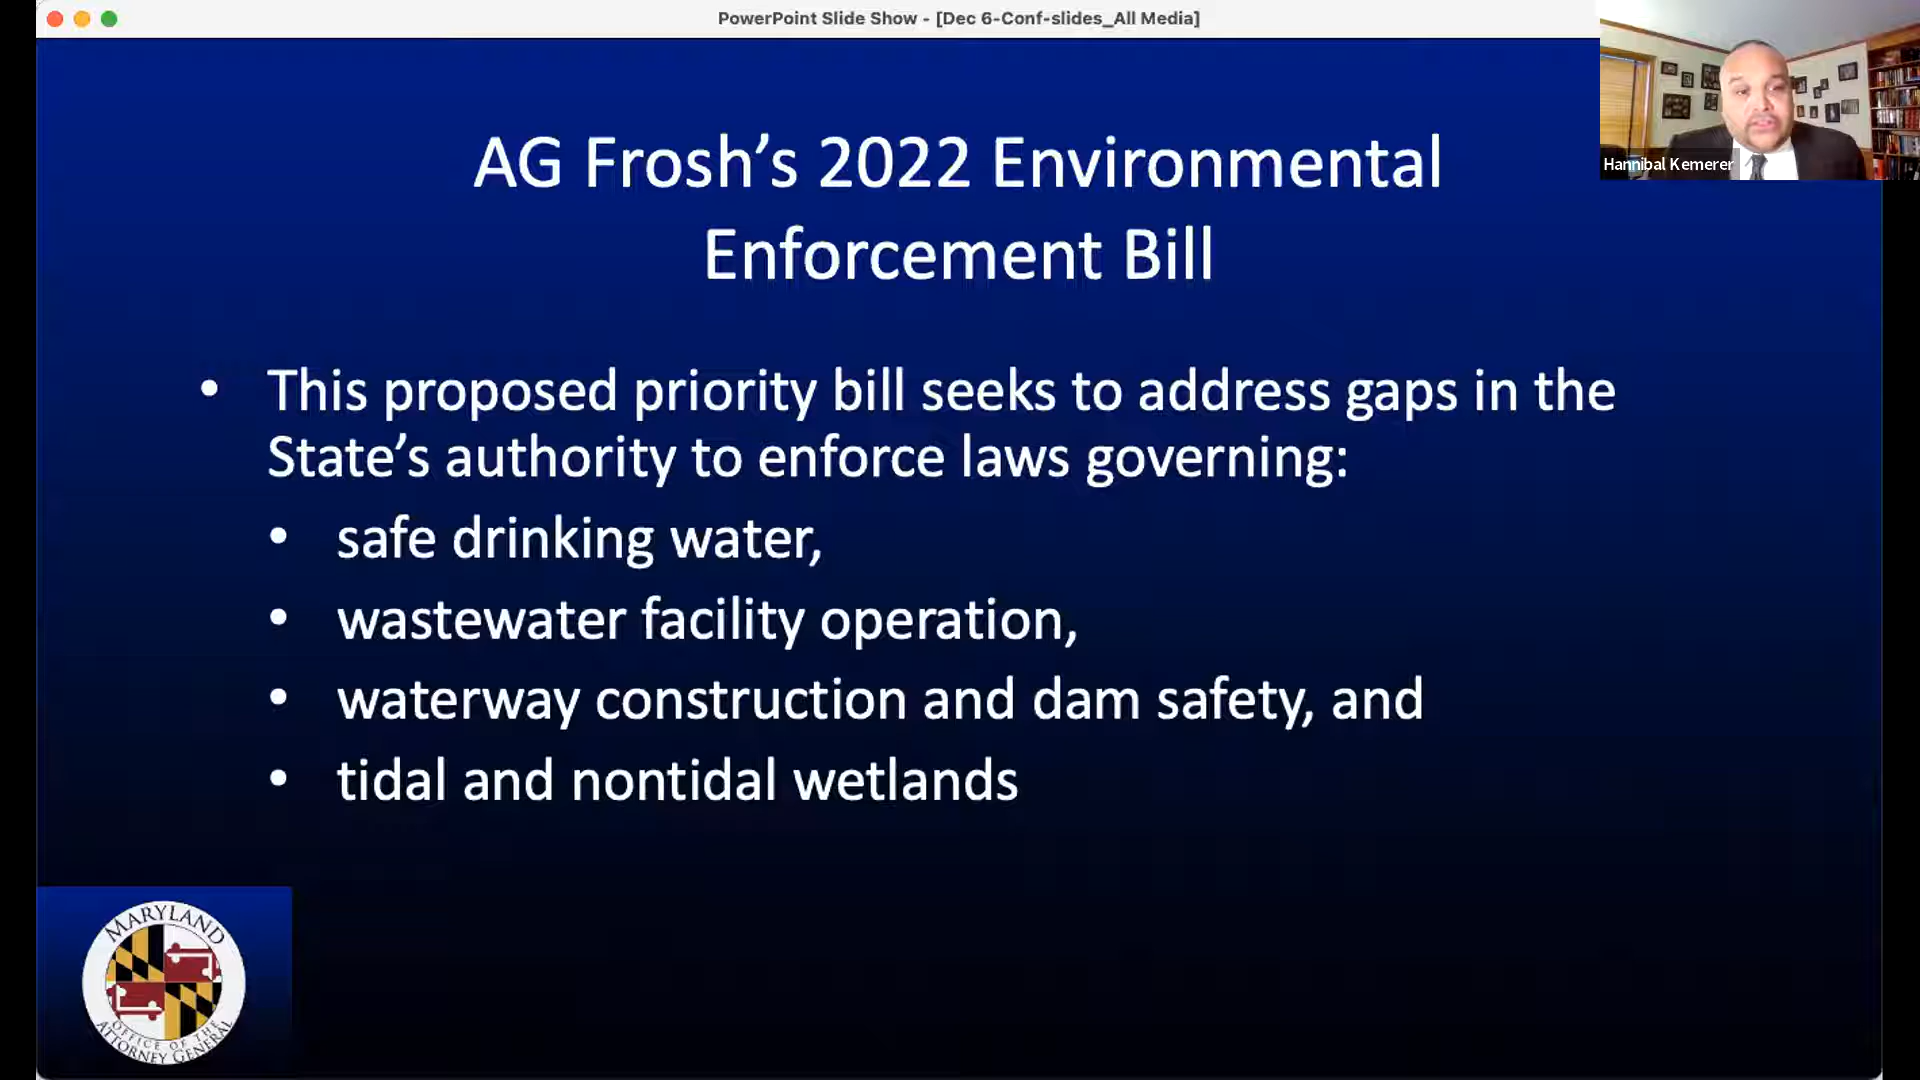 PowerPoint Slide Show - [Dec 6-Conf-slides_All Media]
Hannibal Kemerer
AG Frosh’s 2022 Environmental
Enforcement Bill
• This proposed priority bill seeks to address gaps in the
State’s authority to enforce laws governing:
• safe drinking water,
• wastewater facility operation,
• waterway construction and dam safety, and
• tidal and nontidal wetlands
MARYLAND
OFFICE OF THE
ATTORNEY GENERAL